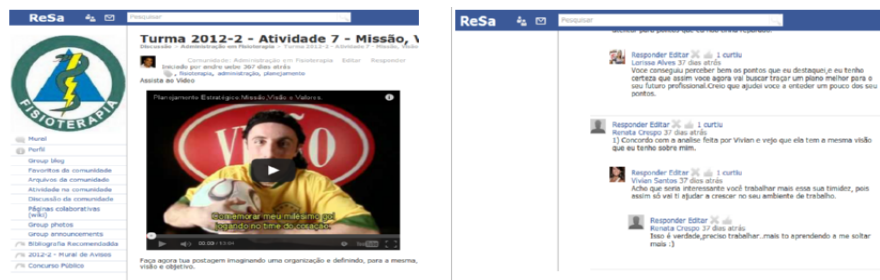 ReSa
Pesquisar
Turma 2012-2 - Atividade 7 - Missão, V
Discussão > Administração em Fisioterapia > Turma 2012-2 - Atividade 7 - Missão, Visão
Comunidade: Administração em Fisioterapia Editar Responder
Iniciado por andre 367 dias atrás
, fisioterapia, administração, planejamento
Assista ao Vídeo
FISIOTERAPIA
Planejamento Estratégico Missão,Visão e Valores.
VISÃO
comemorar meu milésimo gol
jogando no time do coração.
00:00 / 13:04
Mural
Perfil
Group blog
Favoritos da comunidade
Arquivos da comunidade
Atividade na comunidade
Discussão da comunidade
Páginas colaborativas
(wiki)
Group photos
Group announcements
Bibliografia Recomendadda
2012-2 - Mural de Avisos
Concurso Público
Faça agora tua postagem imaginando uma organização e definindo, para a mesma,
visão e objetivo.
ReSa
Pesquisar
Responder Editar 1 curtiu
Larissa Alves 37 dias atrás
Voce conseguiu perceber bem os pontos que eu destaquei,e eu tenho
certeza que assim voce agora vai buscar traçar um plano melhor para o
seu futuro profissional.Creio que ajudei voce a enteder um pouco dos seu
pontos.
Responder Editar 1 curtiu
Renata Crespo 37 dias atrás
1) Concordo com a analise feita por Vivian e vejo que ela tem a mesma visão
que eu tenho sobre mim.
Responder Editar 1 curtiu
Vivian Santos 37 dias atrás
Acho que seria interessante você trabalhar mais essa sua timidez, pois
assim só vai ti ajudar a crescer no seu ambiente de trabalho.
Responder Editar
Renata Crespo 37 dias atrás
Isso é verdade,preciso trabalhar..mais to aprendendo a me soltar
mais :)